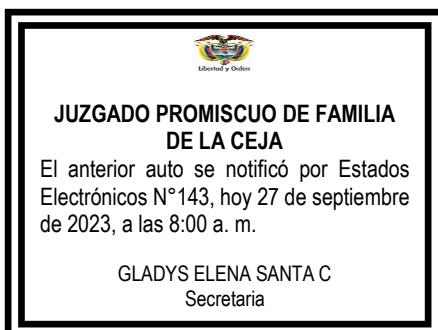 Libertad y Orden
JUZGADO PROMISCUO DE FAMILIA
DE LA CEJA
El anterior auto se notificó por Estados
Electrónicos N°143, hoy 27 de septiembre
de 2023, a las 8:00 a. m.
GLADYS ELENA SANTA C
Secretaria